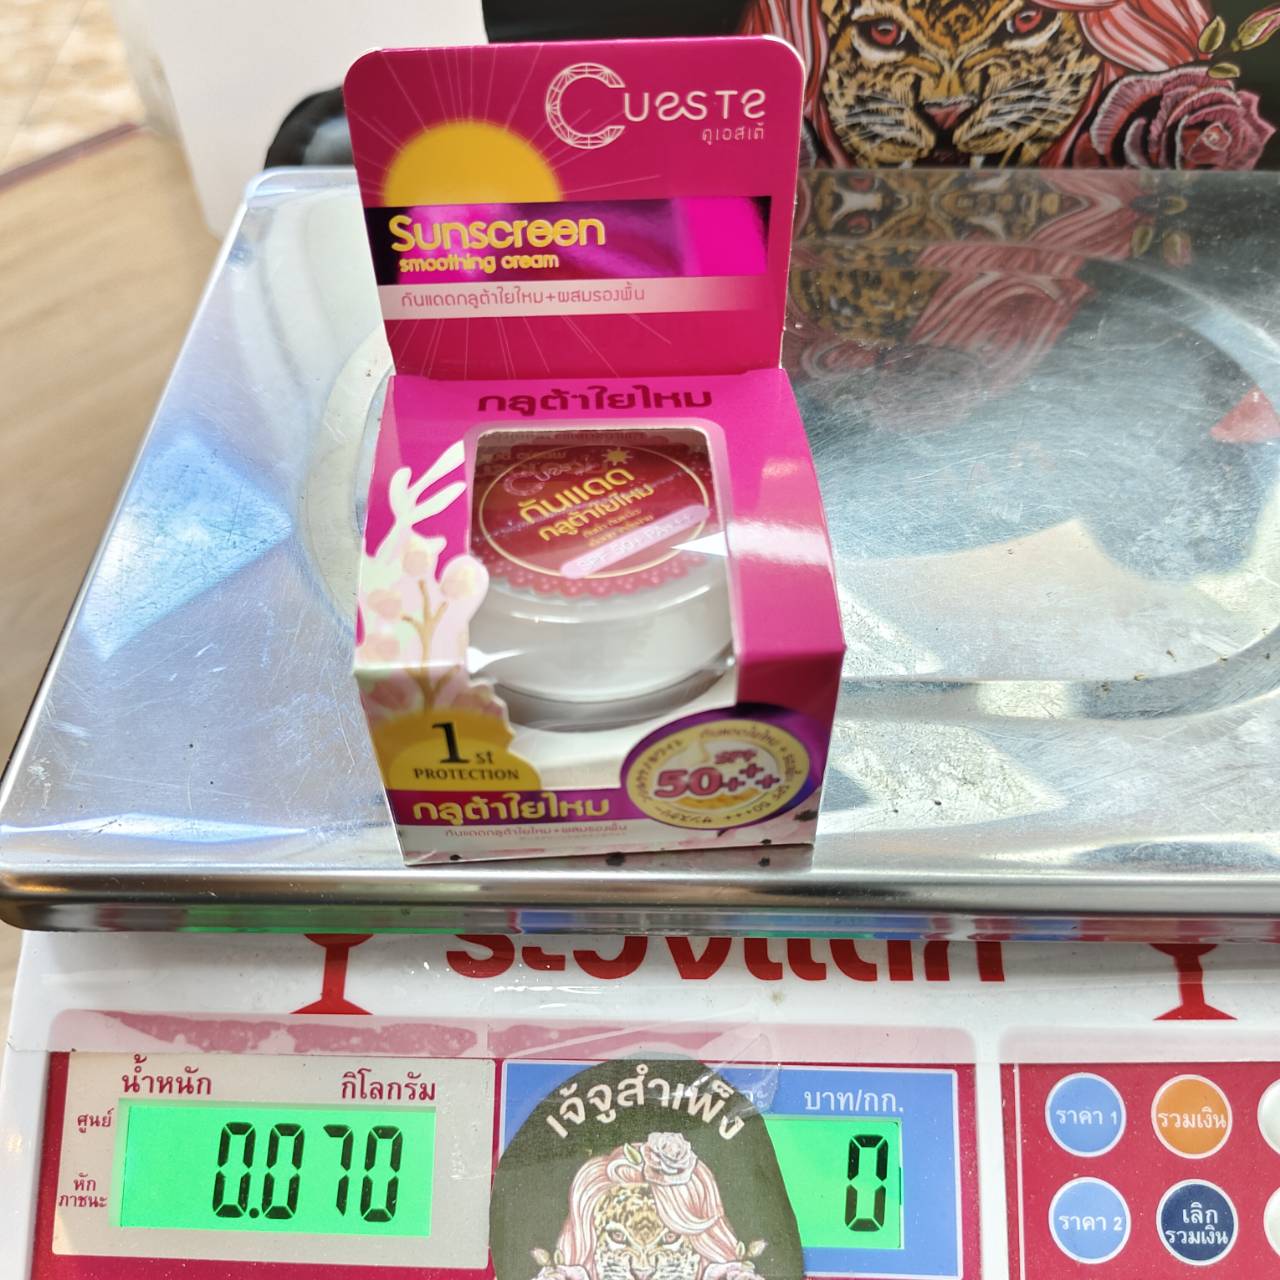 CUESTE
คูเอสเต้
Sunscreen
smoothing cream
กันแดดกลูต้าใยไหม+ผสมรองพื้น
กลูต้าใยไหม
กันแดด
กลูต้าใยไหม
1st
PROTECTION
SPF
50+++
กลูต้าใยไหม
กันแดดกลูต้าใยไหม+ผสมรองพื้น
ระวังแตก
น้ำหนัก กิโลกรัม
ศูนย์
หัก
ภาชนะ
0.070
เจ๊จูสำเพ็ง
บาท/กก.
0
ราคา 1
รวมเงิน
ราคา 2
เลิก
รวมเงิน